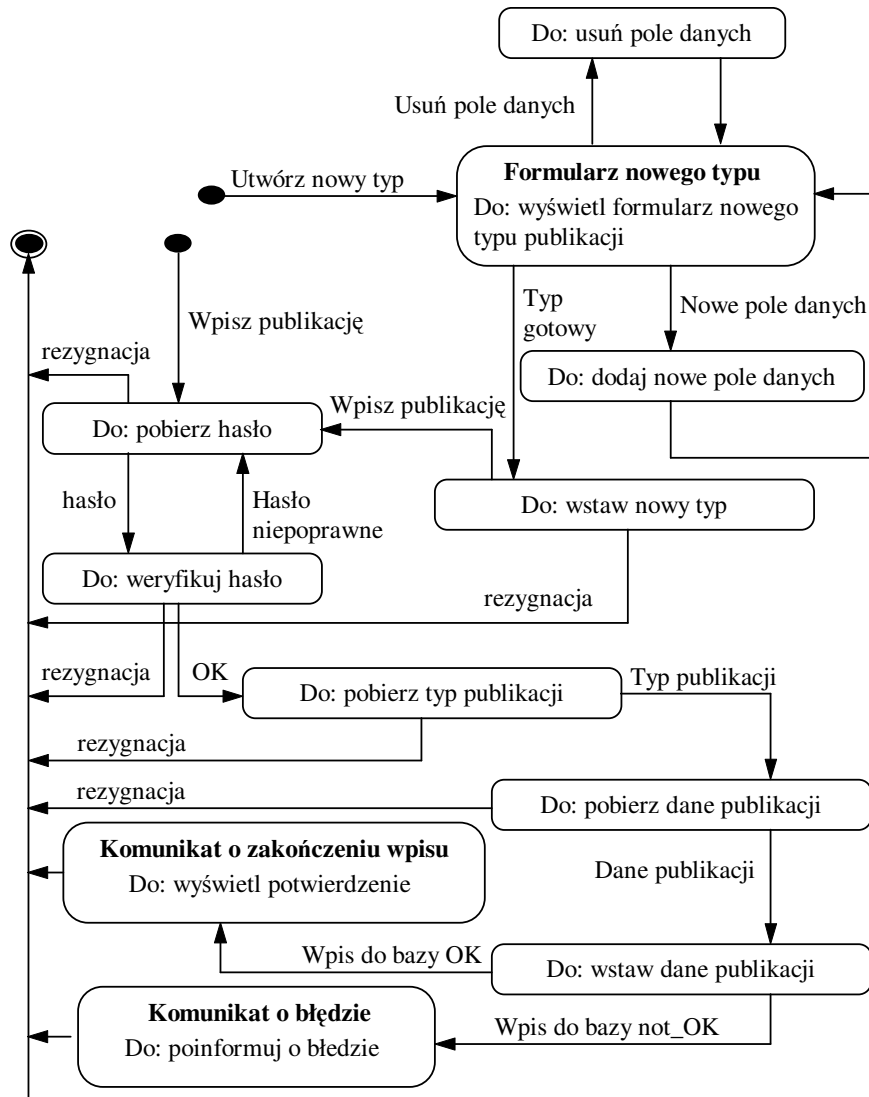 Do: usuń pole danych
Usuń pole danych
Utwórz nowy typ
Formularz nowego typu
Do: wyświetl formularz nowego
typu publikacji
Wpisz publikację
Typ
gotowy
Nowe pole danych
rezygnacja
Do: dodaj nowe pole danych
Do: pobierz hasło
Wpisz publikację
hasło
Hasło
niepoprawne
Do: wstaw nowy typ
Do: weryfikuj hasło
rezygnacja
rezygnacja
OK
Do: pobierz typ publikacji
Typ publikacji
rezygnacja
rezygnacja
Do: pobierz dane publikacji
Komunikat o zakończeniu wpisu
Do: wyświetl potwierdzenie
Dane publikacji
Wpis do bazy OK
Do: wstaw dane publikacji
Komunikat o błędzie
Do: poinformuj o błedzie
Wpis do bazy not_OK